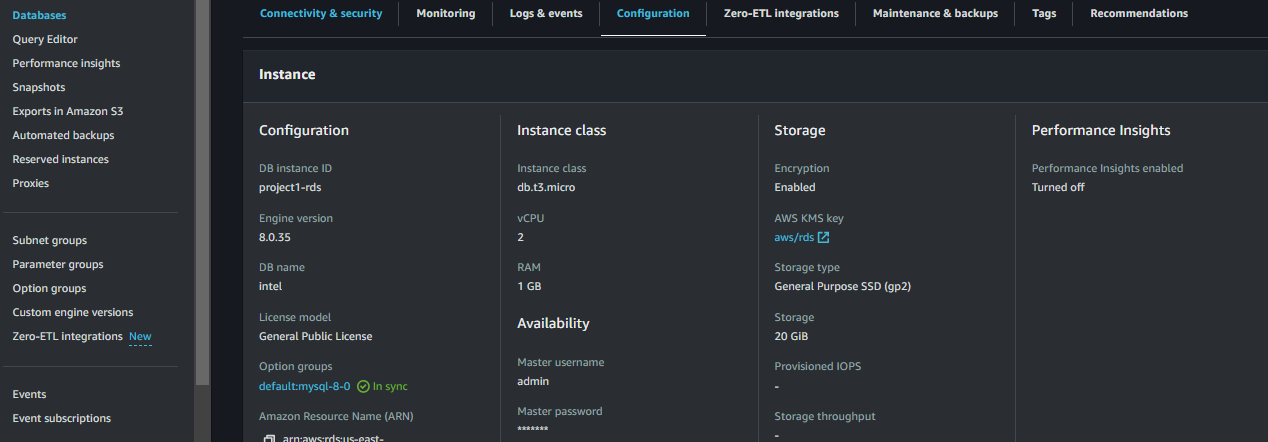 Databases
Query Editor
Performance insights
Snapshots
Exports in Amazon S3
Automated backups
Reserved instances
Proxies
Subnet groups
Parameter groups
Option groups
Custom engine versions
Zero-ETL integrations New
Events
Event subscriptions
Connectivity & security
Monitoring
Logs & events
Configuration
Zero-ETL integrations
Maintenance & backups
Tags
Recommendations
Instance
Configuration
DB instance ID
project1-rds
Engine version
8.0.35
DB name
intel
License model
General Public License
Option groups
default:mysql-8-0 In sync
Amazon Resource Name (ARN)
arn:aws:rds:us-east-
Instance class
Instance class
db.t3.micro
vCPU
2
RAM
1 GB
Availability
Master username
admin
Master password
*******
Storage
Encryption
Enabled
AWS KMS key
aws/rds
Storage type
General Purpose SSD (gp2)
Storage
20 GiB
Provisioned IOPS
-
Storage throughput
-
Performance Insights
Performance Insights enabled
Turned off